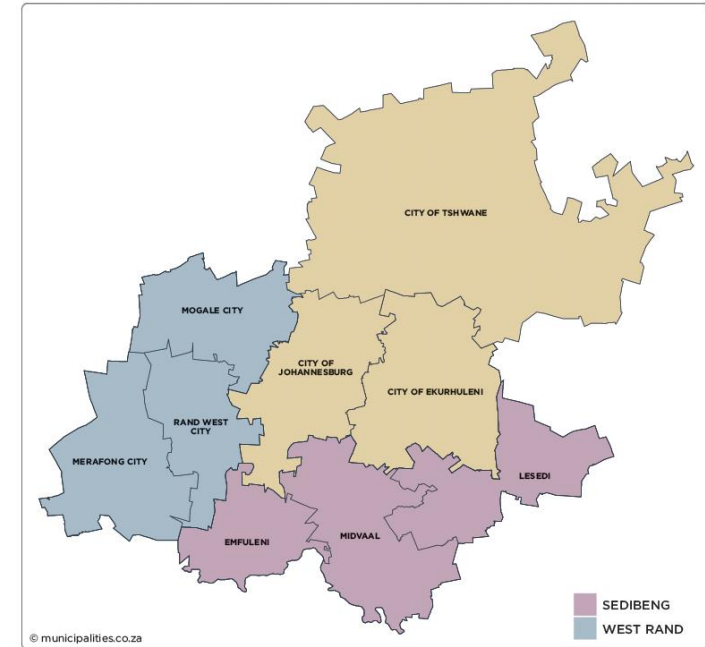 CITY OF TSHWANE
MOGALE CITY
CITY OF
JOHANNESBURG
CITY OF EKURHULENI
RAND WEST
CITY
MERAFONG CITY
LESEDI
EMFULENI
MIDVAAL
SEDIBENG
WEST RAND
© municipalities.co.za